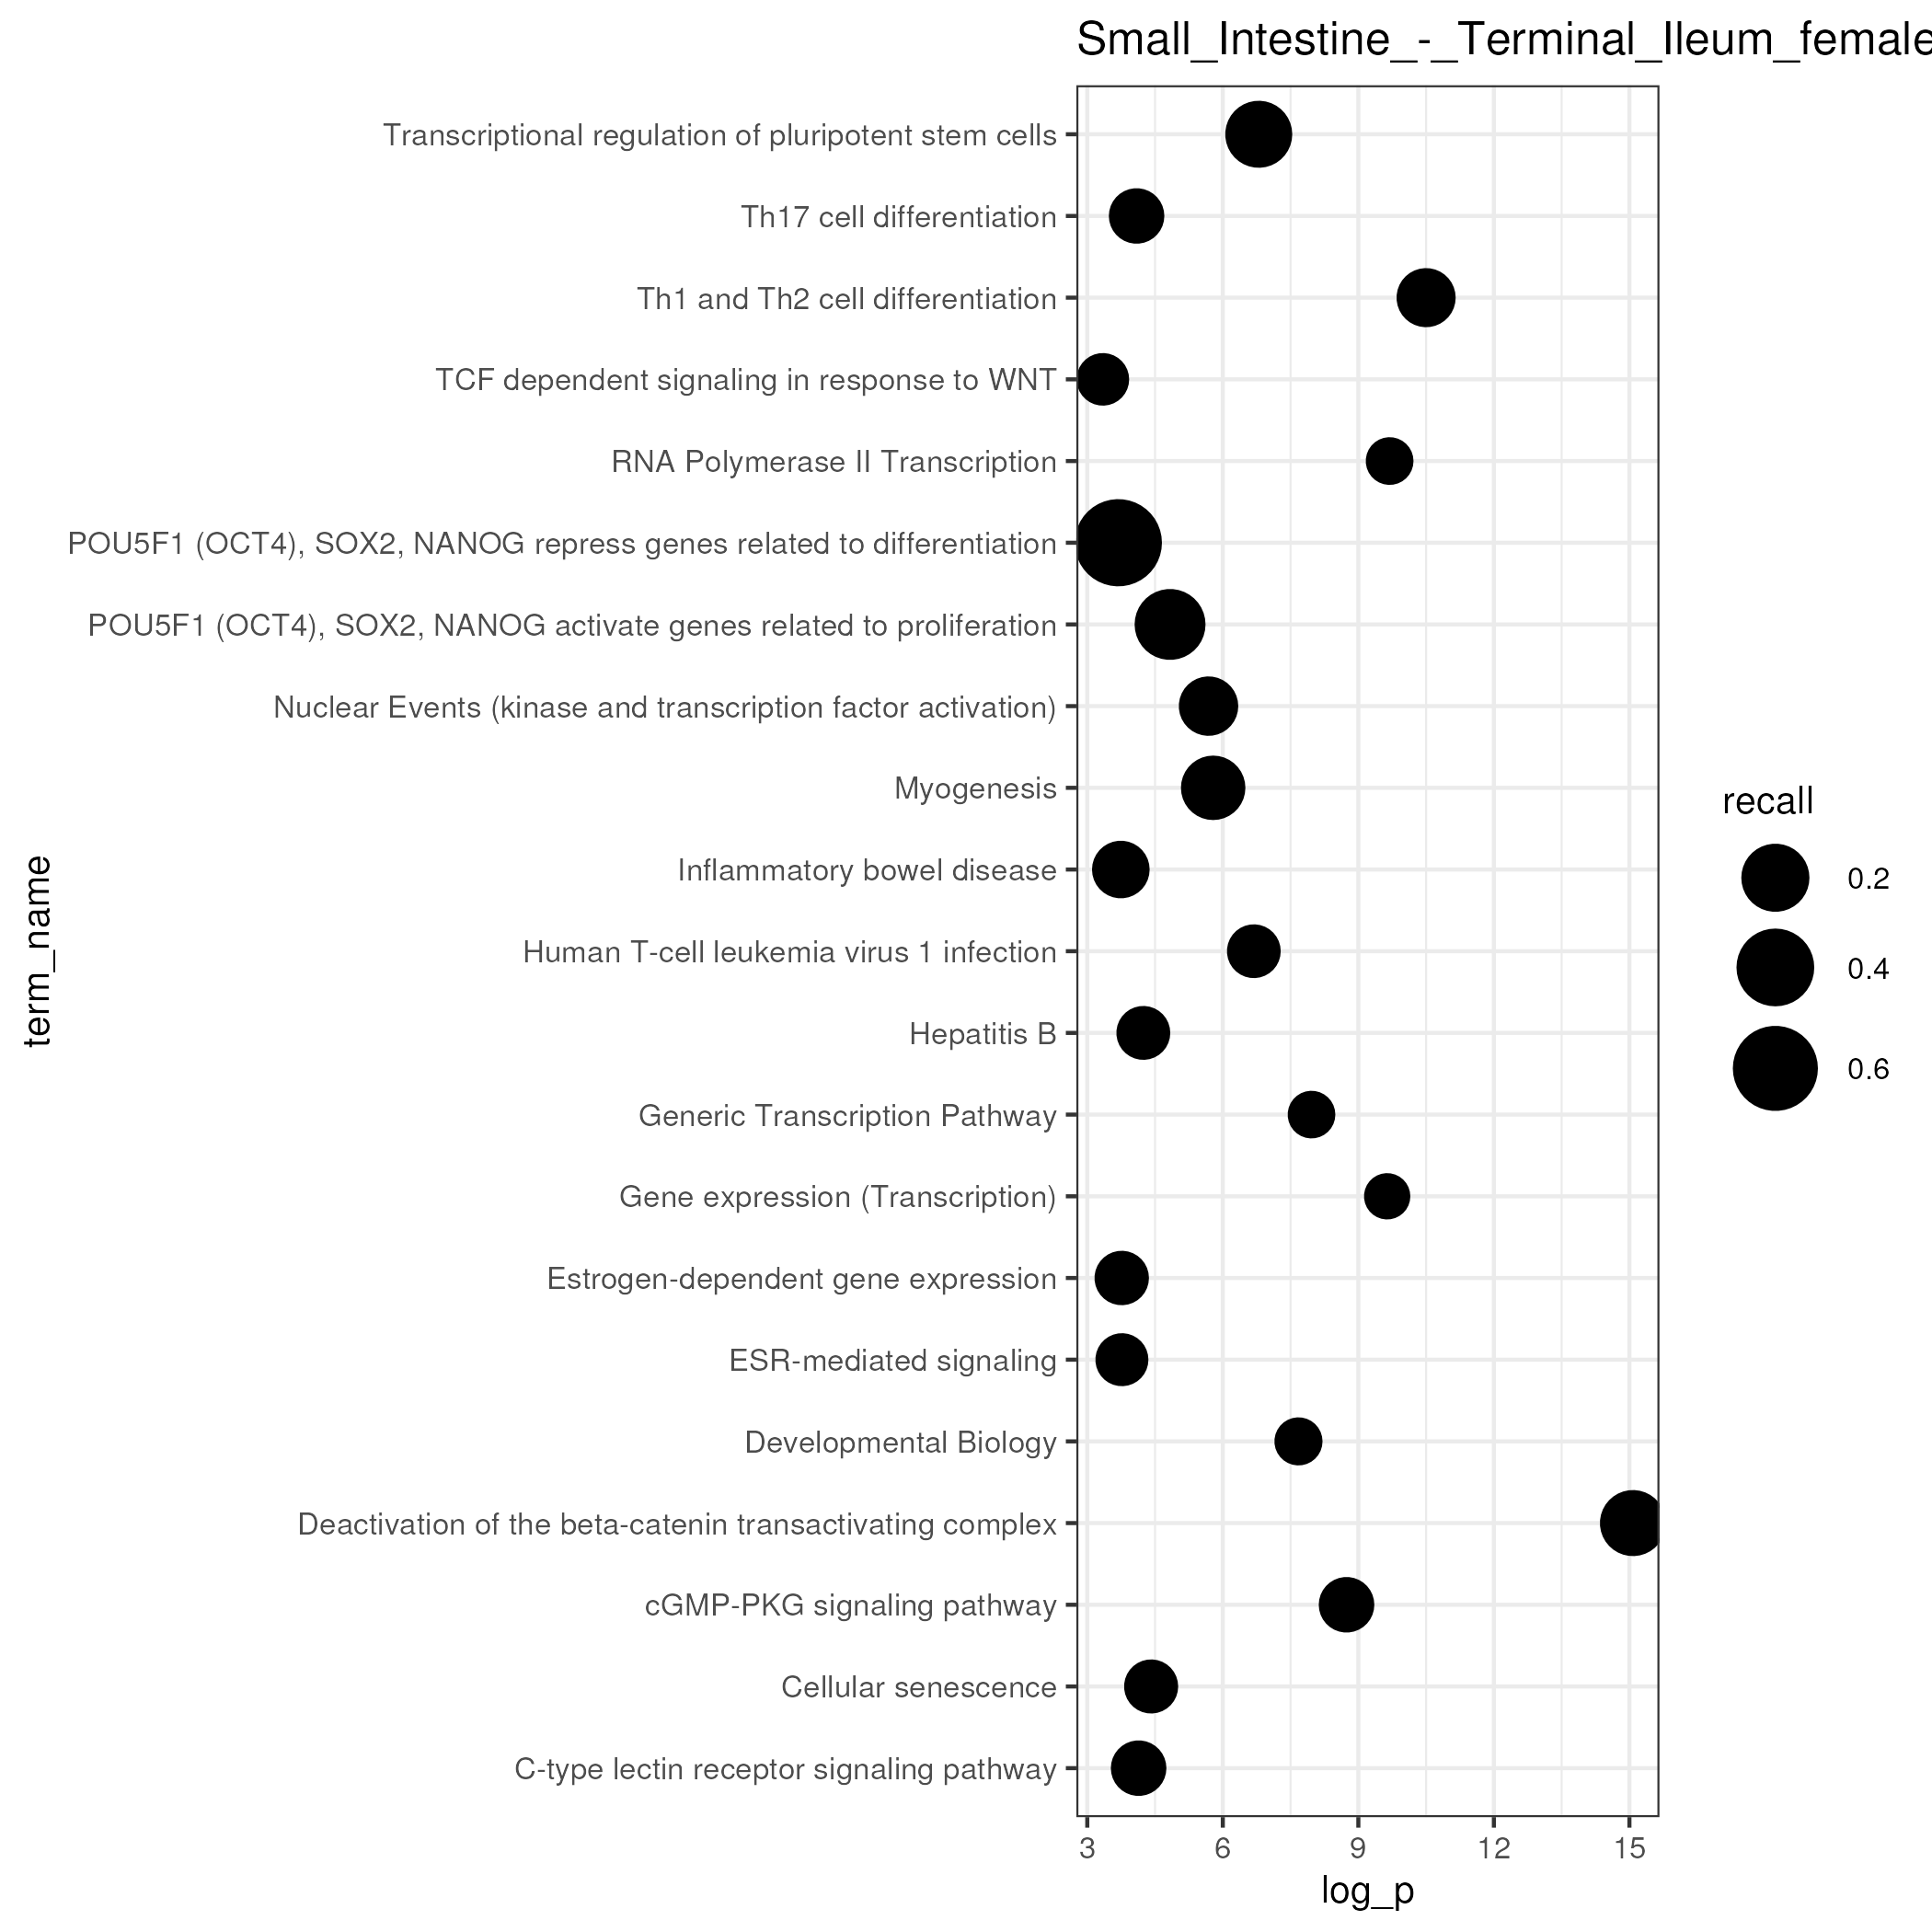 Small_Intestine_-_Terminal_Ileum_female
Transcriptional regulation of pluripotent stem cells
Th17 cell differentiation
Th1 and Th2 cell differentiation
TCF dependent signaling in response to WNT
RNA Polymerase II Transcription
POU5F1 (OCT4), SOX2, NANOG repress genes related to differentiation
POU5F1 (OCT4), SOX2, NANOG activate genes related to proliferation
Nuclear Events (kinase and transcription factor activation)
Myogenesis
Inflammatory bowel disease
Human T-cell leukemia virus 1 infection
Hepatitis B
Generic Transcription Pathway
Gene expression (Transcription)
Estrogen-dependent gene expression
ESR-mediated signaling
Developmental Biology
Deactivation of the beta-catenin transactivating complex
cGMP-PKG signaling pathway
Cellular senescence
C-type lectin receptor signaling pathway
term_name
3 6 9 12 15
log_p
recall
0.2
0.4
0.6